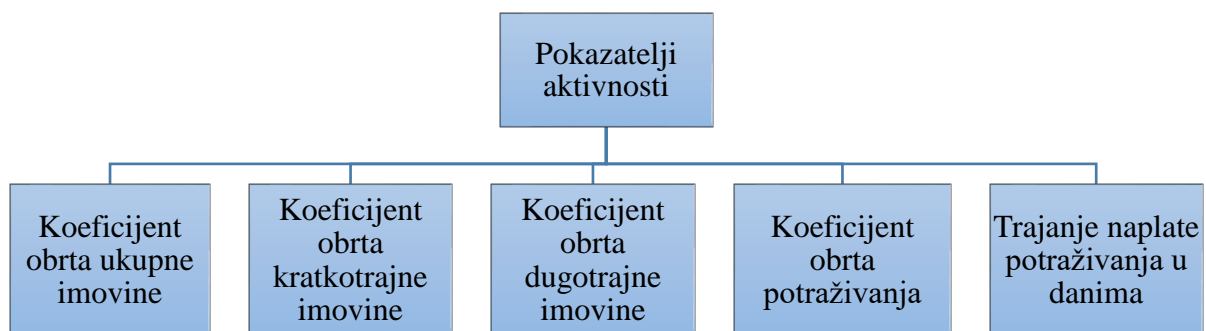 Pokazatelji
aktivnosti
Koeficijent
obrta ukupne
imovine
Koeficijent
obrta
kratkotrajne
imovine
Koeficijent
obrta
dugotrajne
imovine
Koeficijent
obrta
potraživanja
Trajanje naplate
potraživanja u
danima